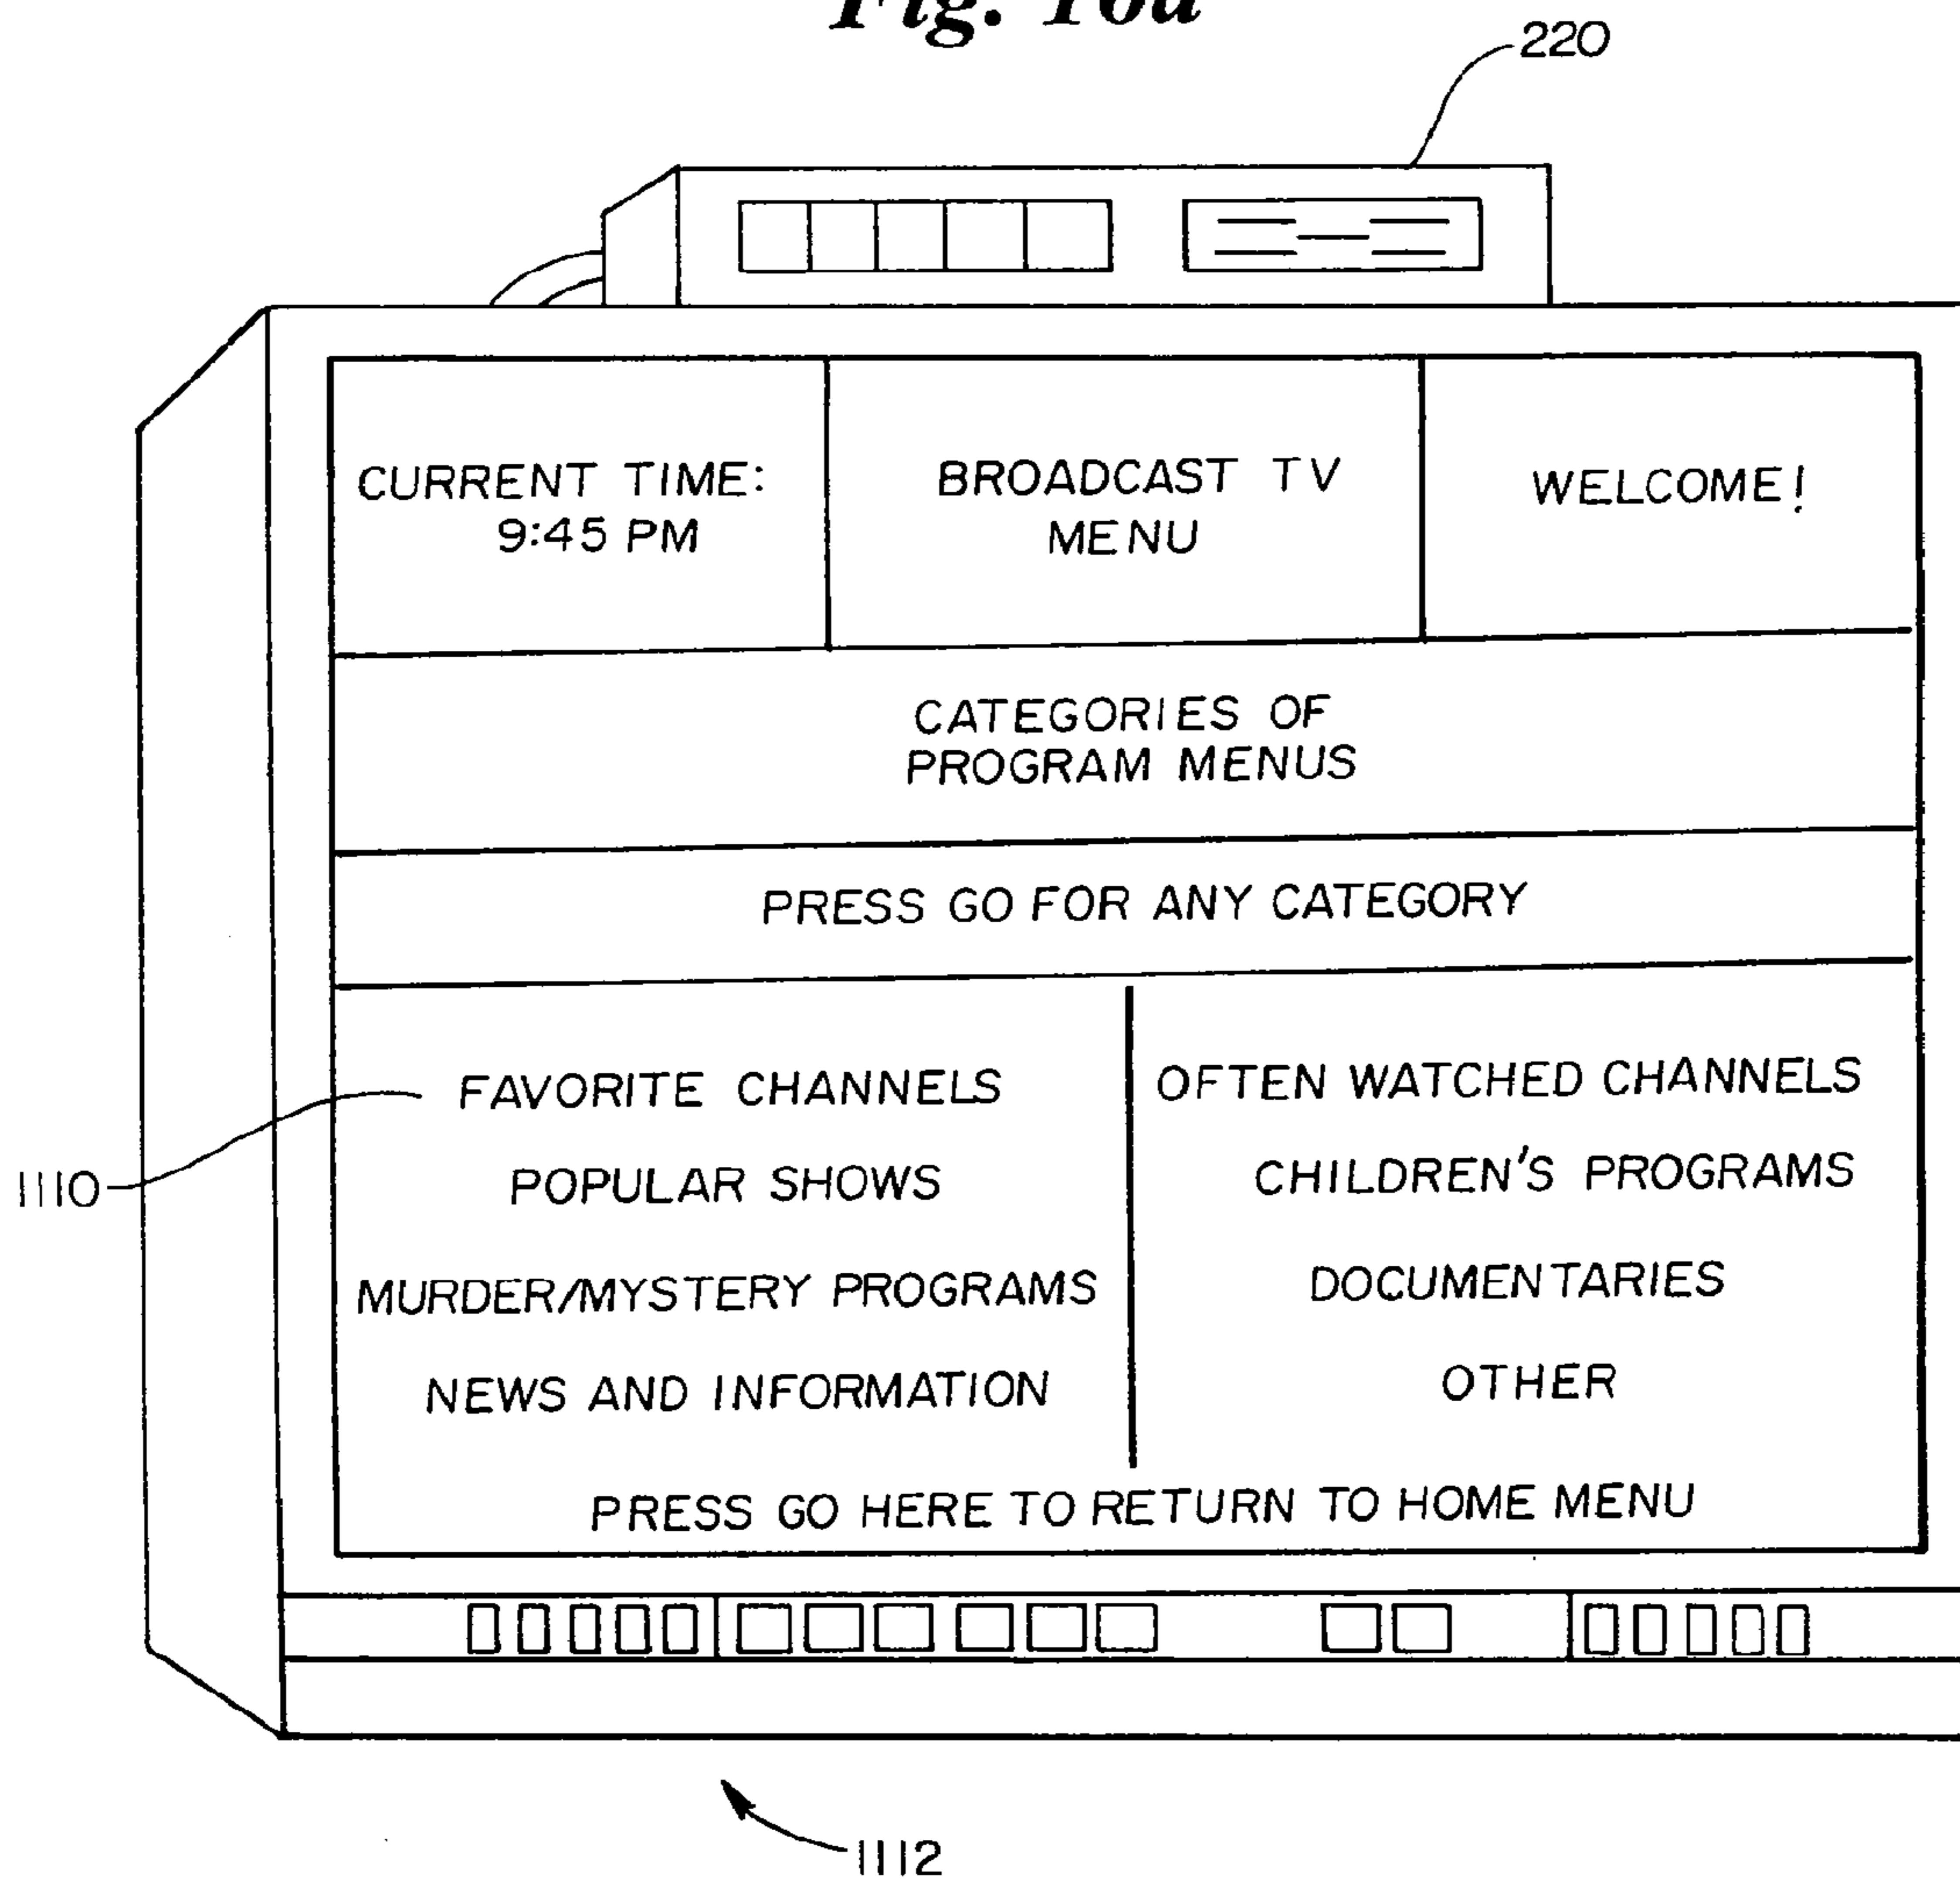 Fig. 10a
220
CURRENT TIME:
9:45 PM
BROADCAST TV
MENU
WELCOME!
CATEGORIES OF
PROGRAM MENUS
PRESS GO FOR ANY CATEGORY
FAVORITE CHANNELS
OFTEN WATCHED CHANNELS
1110
POPULAR SHOWS
CHILDREN'S PROGRAMS
MURDER/MYSTERY PROGRAMS
DOCUMENTARIES
NEWS AND INFORMATION
OTHER
PRESS GO HERE TO RETURN TO HOME MENU
1112